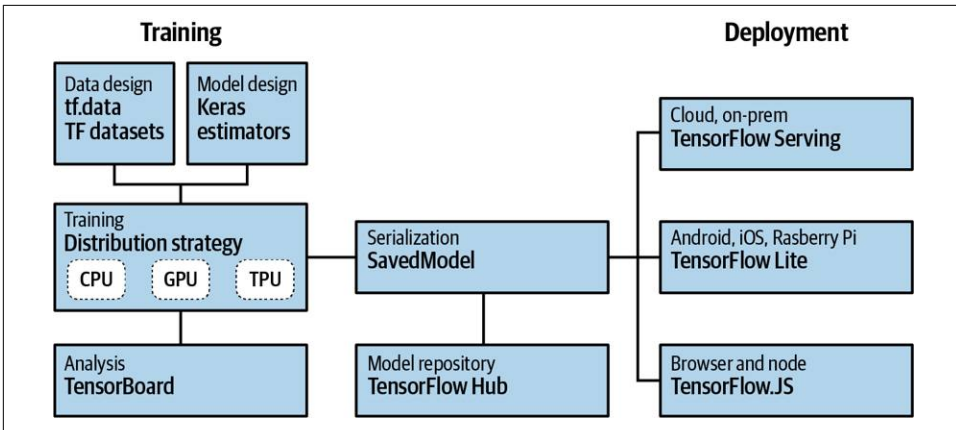 Training
Deployment
Data design
tf.data
TF datasets
Model design
Keras
estimators
Cloud, on-prem
TensorFlow Serving
Training
Distribution strategy
CPU
GPU
TPU
Serialization
SavedModel
Android, iOS, Rasberry Pi
TensorFlow Lite
Analysis
TensorBoard
Model repository
TensorFlow Hub
Browser and node
TensorFlow.JS